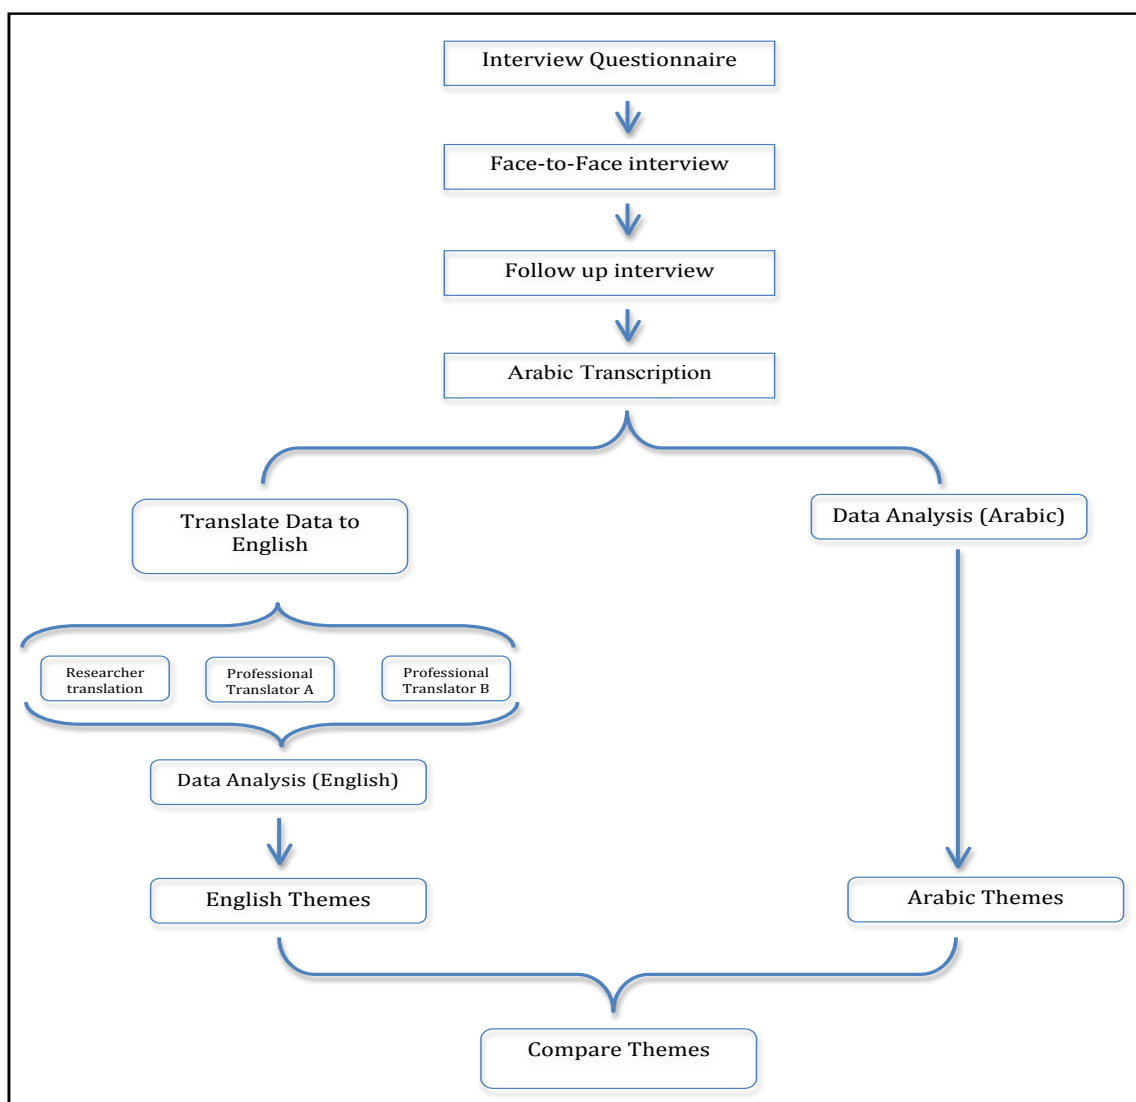 Interview Questionnaire
Face-to-Face interview
Follow up interview
Arabic Transcription
Translate Data to
English
Data Analysis (Arabic)
Researcher
translation
Professional
Translator A
Professional
Translator B
Data Analysis (English)
English Themes
Arabic Themes
Compare Themes